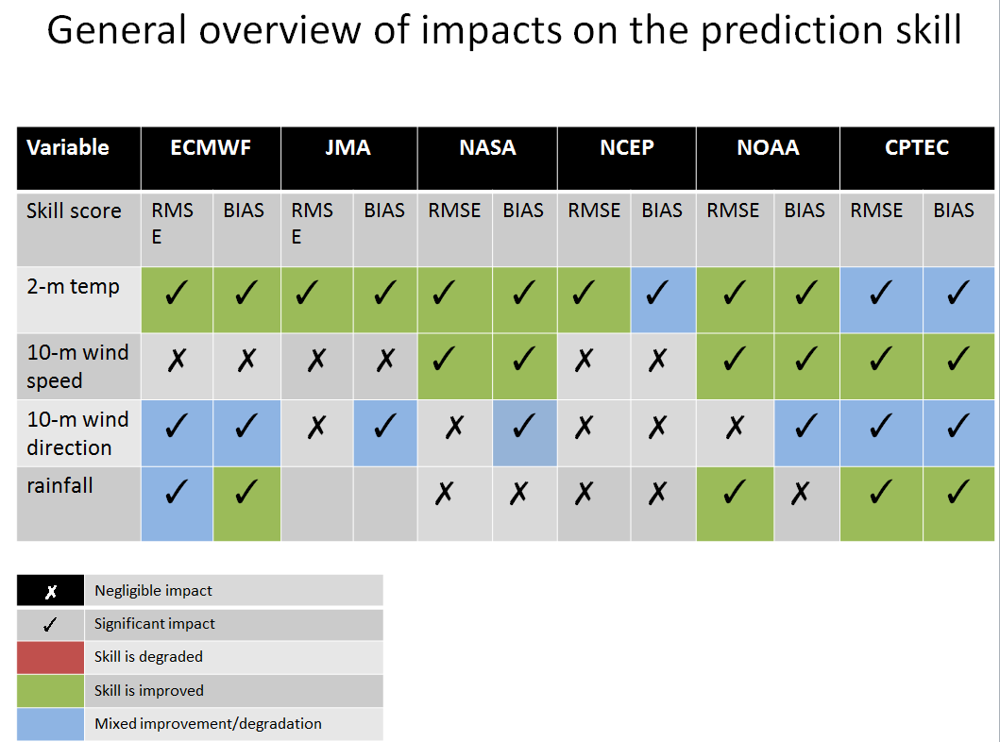 General overview of impacts on the prediction skill
Variable ECMWF JMA NASA NCEP NOAA CPTEC
Skill score RMS BIAS RMS BIAS RMSE BIAS RMSE BIAS RMSE BIAS RMSE BIAS
E E
2-m temp ✓ ✓ ✓ ✓ ✓ ✓ ✓ ✓ ✓ ✓ ✓ ✓
10-m wind
speed ✗ ✗ ✗ ✗ ✓ ✓ ✗ ✗ ✓ ✓ ✓ ✓
10-m wind
direction ✓ ✓ ✗ ✓ ✗ ✓ ✗ ✗ ✗ ✓ ✓ ✓
rainfall ✓ ✓ ✗ ✗ ✗ ✗ ✓ ✗ ✓ ✓
✗ Negligible impact
✓ Significant impact
Skill is degraded
Skill is improved
Mixed improvement/degradation